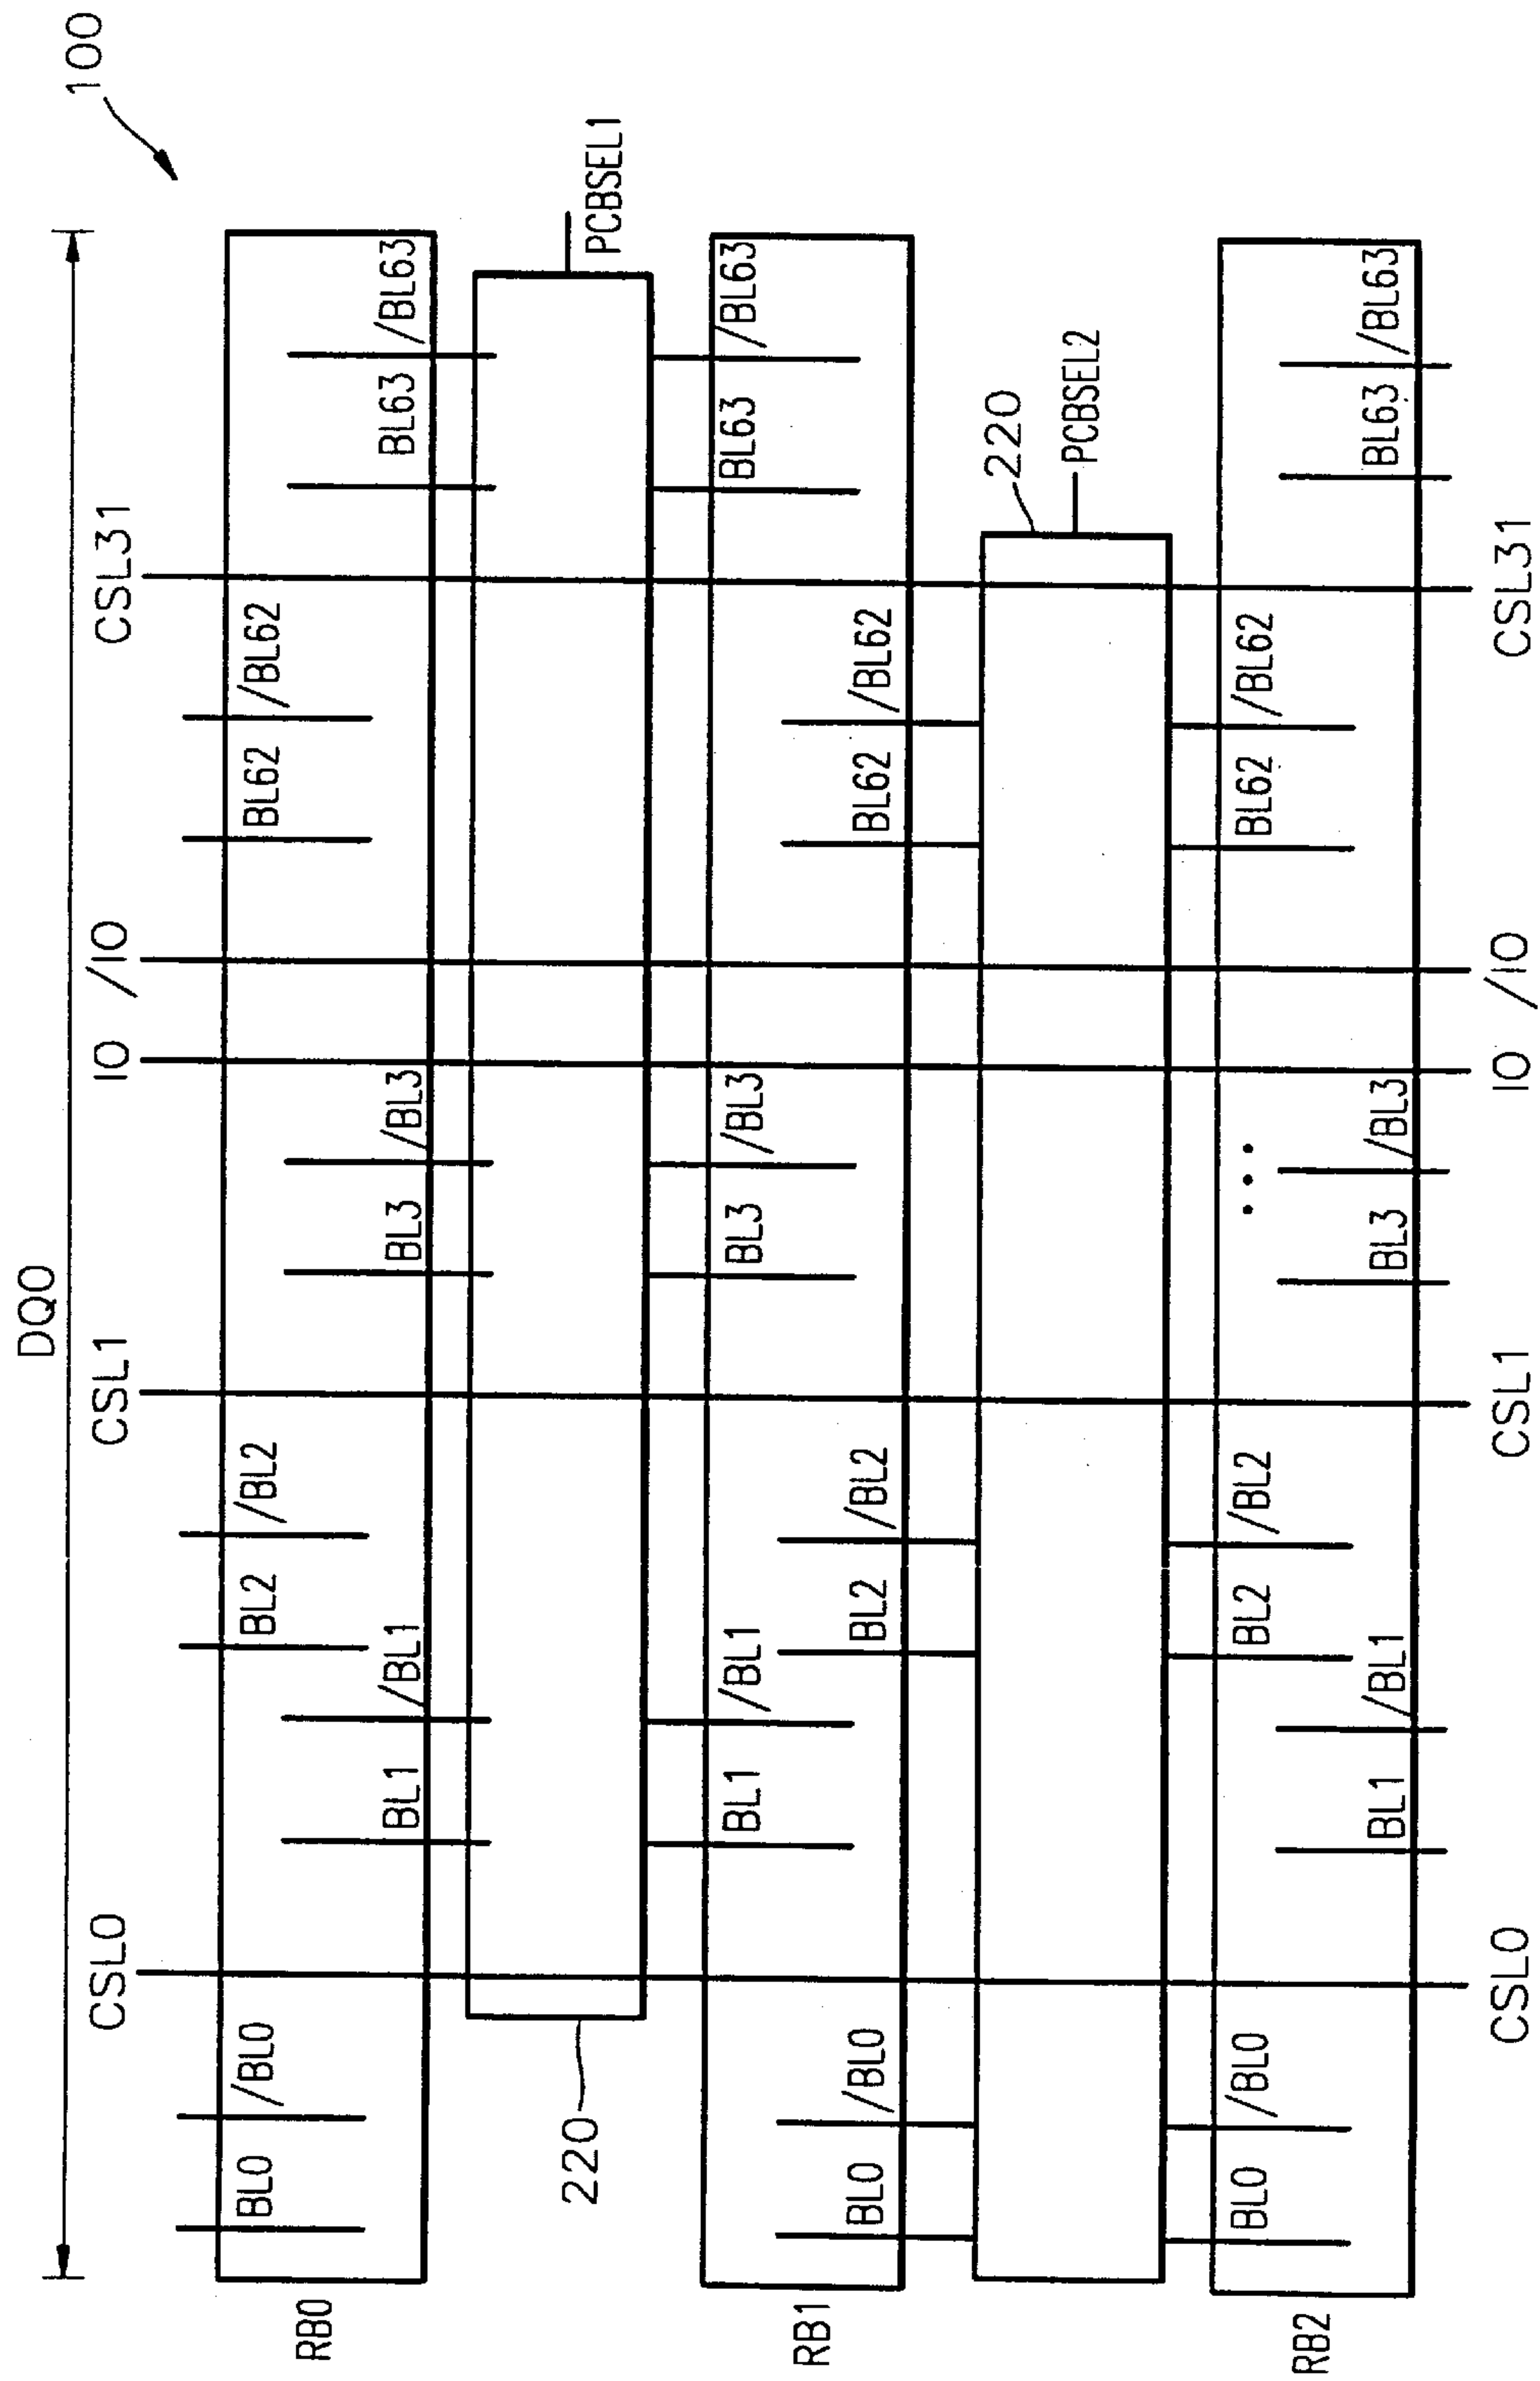 100
DQ0
CSL0 CSL1 IO /IO CSL31
BL0 /BL0 BL2 /BL2 BL62 /BL62
RB0
BL1 /BL1 BL3 /BL3 BL63 /BL63
220
PCBSEL1
BL1 /BL1 BL3 /BL3 BL63 /BL63
RB1
BL0 /BL0 BL2 /BL2 BL62 /BL62
220
PCBSEL2
BL0 /BL0 BL2 /BL2 ... BL62 /BL62
RB2
BL1 /BL1 BL3 /BL3 BL63 /BL63
CSL0 CSL1 IO /IO CSL31